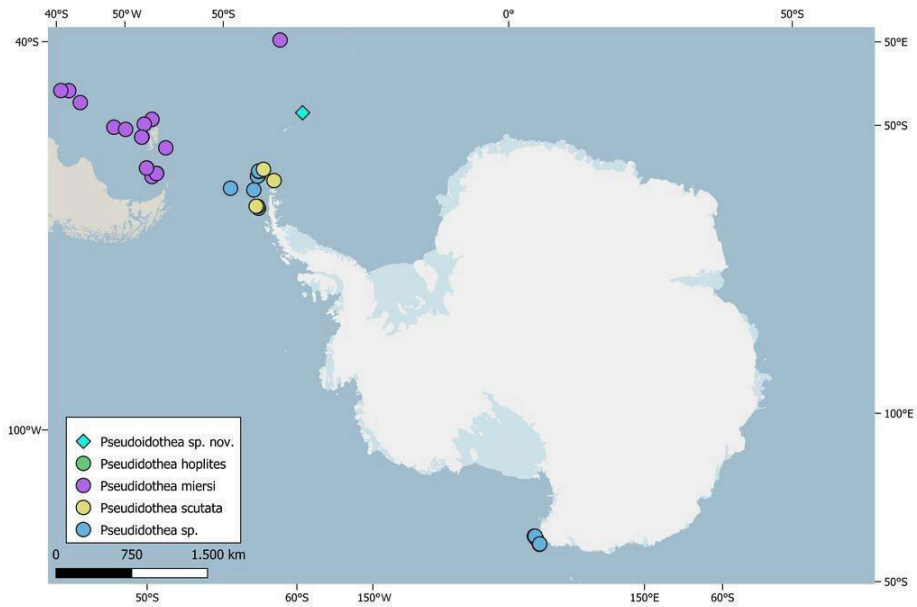 40°S 50°W 50°S 0° 50°S
40°S 50°E
50°S
100°W 100°E
Pseudoidothea sp. nov.
Pseudidothea hoplites
Pseudidothea miersi
Pseudidothea scutata
Pseudidothea sp.
0 750 1.500 km
50°S
50°S 60°S 150°W 150°E 60°S